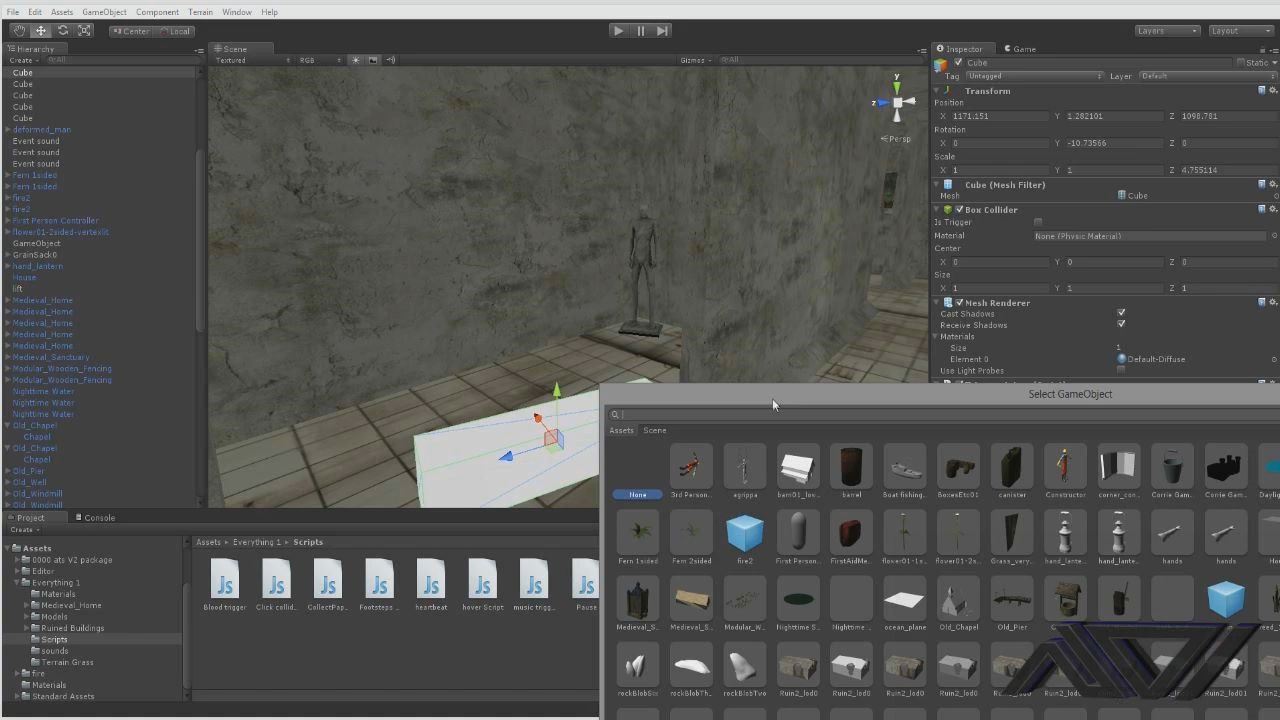 File Edit Assets GameObject Component Terrain Window Help
Center Local
Layers Layout
Hierarchy
Create All
Cube
Cube
Cube
Cube
Cube
deformed_man
Event sound
Event sound
Event sound
Fern 1sided
Fern 1sided
fire2
fire2
First Person Controller
flower01-2sided-vertexlit
GameObject
GrainSack0
hand_lantern
House
lift
Medieval_Home
Medieval_Home
Medieval_Home
Medieval_Home
Medieval_Home
Medieval_Sanctuary
Modular_Wooden_Fencing
Modular_Wooden_Fencing
Nighttime Water
Nighttime Water
Nighttime Water
Old_Chapel
Chapel
Old_Chapel
Chapel
Old_Pier
Old_Well
Old_Windmill
Old_Windmill
Scene
Textured RGB Gizmos All
y
z
Persp
Inspector Game
Cube Static
Tag Untagged Layer Default
Transform
Position
X 1171.151 Y 1.282101 Z 1098.781
Rotation
X 0 Y -10.73566 Z 0
Scale
X 1 Y 1 Z 4.755114
Cube (Mesh Filter)
Mesh Cube
Box Collider
Is Trigger
Material None (Physic Material)
Center
X 0 Y 0 Z 0
Size
X 1 Y 1 Z 1
Mesh Renderer
Cast Shadows
Receive Shadows
Materials
Size 1
Element 0 Default-Diffuse
Use Light Probes
Project Console
Create
Assets
0000 ats V2 package
Editor
Everything 1
Materials
Medieval_Home
Models
Ruined Buildings
Scripts
sounds
Terrain Grass
fire
Materials
Standard Assets
Assets Everything 1 Scripts
Js Js Js Js Js Js Js Js
Blood trigger Click collid... CollectPap... Footsteps ... heartbeat hover Script music trigg... Pause
Select GameObject
Assets Scene
None 3rd Person... agrippa barn01_lov... barrel Boat fishing... BoxesEtc01 canister Constructor corner_con... Corrie Gam... Corrie Gam...
Fern 1sided Fern 2sided fire2 First Person... FirstAidMe... flower01-1s... flower01-2s... Grass_very... hand_lante... hand_lante... hands hands
Medieval_S... Medieval_S... Modular_W... Nighttime S... Nighttime ... ocean_plane Old_Chapel Old_Pier
rockBlobSec rockBlobTh... rockBlobTwo Ruin2_lod0 Ruin2_lod0 Ruin2_lod0 Ruin2_lod0